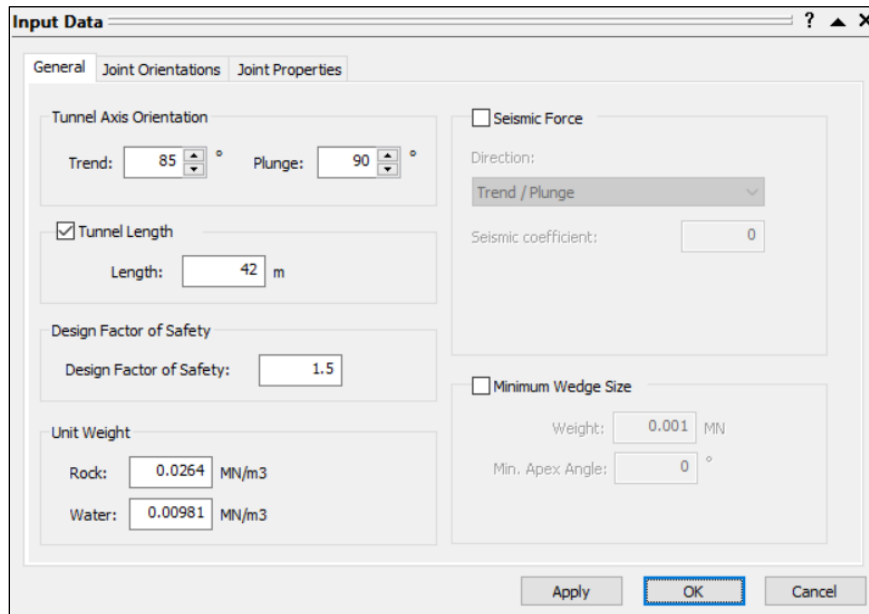 Input Data
?
General Joint Orientations Joint Properties
Tunnel Axis Orientation
Trend: 85 ° Plunge: 90 °
Tunnel Length
Length: 42 m
Design Factor of Safety
Design Factor of Safety: 1.5
Unit Weight
Rock: 0.0264 MN/m3
Water: 0.00981 MN/m3
Seismic Force
Direction:
Trend / Plunge
Seismic coefficient: 0
Minimum Wedge Size
Weight: 0.001 MN
Min. Apex Angle: 0 °
Apply OK Cancel